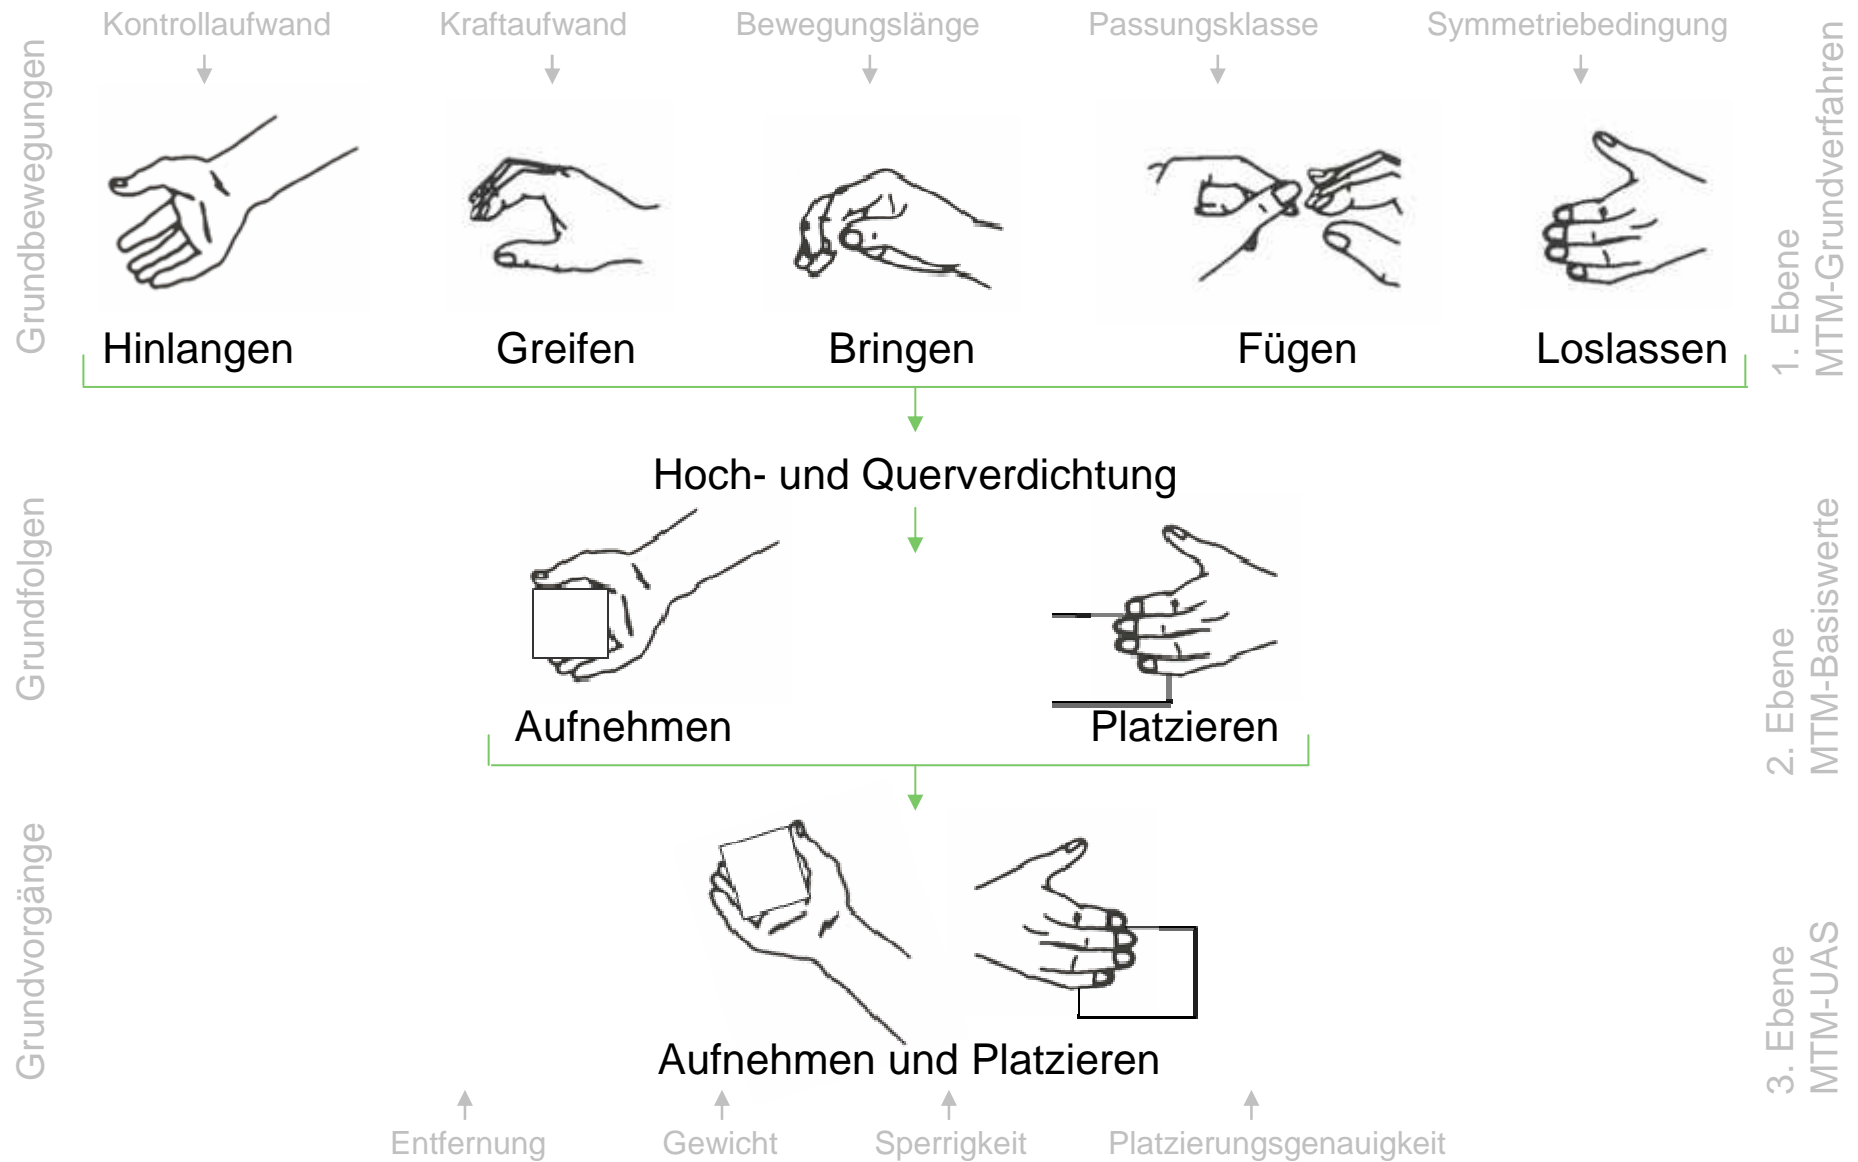 Kontrollaufwand
Kraftaufwand
Bewegungslänge
Passungsklasse
Symmetriebedingung
Grundbewegungen
1. Ebene
MTM-Grundverfahren
Hinlangen
Greifen
Bringen
Fügen
Loslassen
Hoch- und Querverdichtung
Grundfolgen
2. Ebene
MTM-Basiswerte
Aufnehmen
Platzieren
Grundvorgänge
3. Ebene
MTM-UAS
Aufnehmen und Platzieren
Entfernung
Gewicht
Sperrigkeit
Platzierungsgenauigkeit